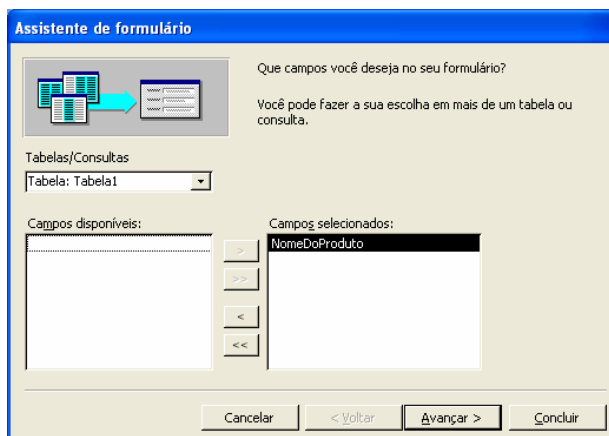 Assistente de formulário
Que campos você deseja no seu formulário?
Você pode fazer a sua escolha em mais de um tabela ou
consulta.
Tabelas/Consultas
Tabela: Tabela1
Campos disponíveis:
Campos selecionados:
NomeDoProduto
>
>>
<
<<
Cancelar
< Voltar
Avançar >
Concluir